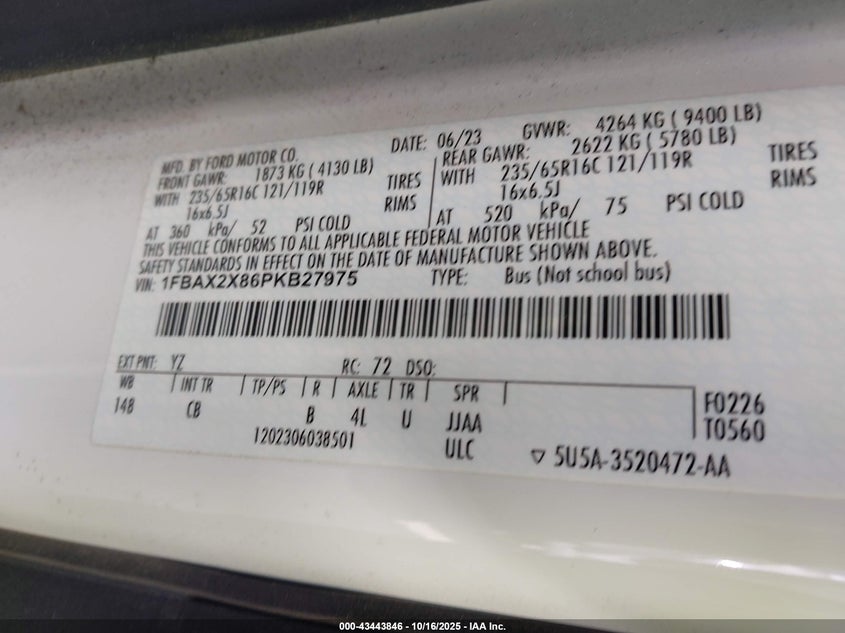 MFD. BY FORD MOTOR CO. DATE: 06/23 GVWR: 4264 KG ( 9400 LB)
FRONT GAWR: 1873 KG ( 4130 LB) REAR GAWR: 2622 KG ( 5780 LB)
WITH 235/65R16C 121/119R TIRES WITH 235/65R16C 121/119R TIRES
16x6.5J RIMS 16x6.5J RIMS
AT 360 kPa/ 52 PSI COLD AT 520 kPa/ 75 PSI COLD
THIS VEHICLE CONFORMS TO ALL APPLICABLE FEDERAL MOTOR VEHICLE
SAFETY STANDARDS IN EFFECT ON THE DATE OF MANUFACTURE SHOWN ABOVE.
VIN: 1FBAX2X86PKB27975 TYPE: Bus (Not school bus)
EXT PNT: YZ RC: 72 DSO:
WB INT TR TP/PS R AXLE TR SPR F0226
148 CB B 4L U JJAA T0560
1202306038501 ULC ▽ 5U5A-3520472-AA
000-43443846 - 10/16/2025 - IAA Inc.